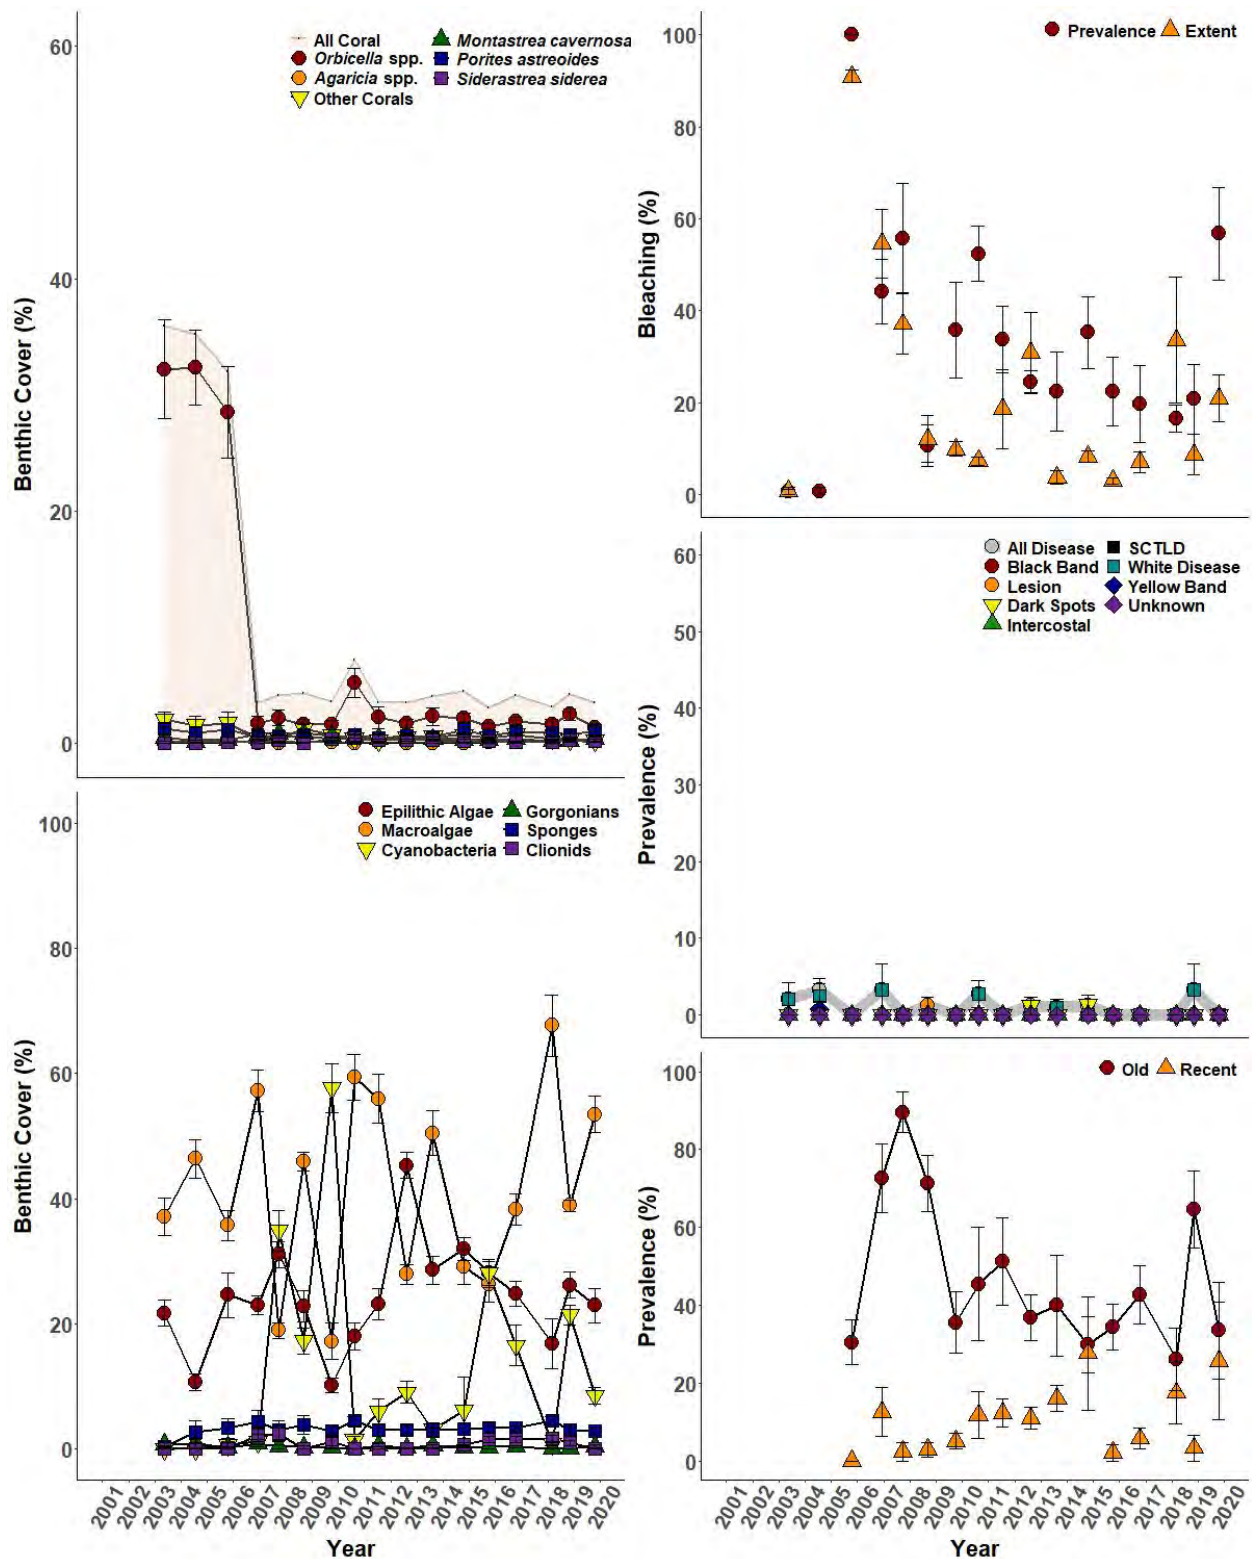 60
40
20
0
Benthic Cover (%)
All Coral
Orbicella spp.
Agaricia spp.
Other Corals
Montastrea cavernosa
Porites astreoides
Siderastrea siderea
100
80
60
40
20
0
Bleaching (%)
Prevalence
Extent
60
50
40
30
20
10
0
Prevalence (%)
All Disease
Black Band
Lesion
Dark Spots
Intercostal
SCTLD
White Disease
Yellow Band
Unknown
100
80
60
40
20
0
Benthic Cover (%)
Epilithic Algae
Macroalgae
Cyanobacteria
Gorgonians
Sponges
Clionids
2001 2002 2003 2004 2005 2006 2007 2008 2009 2010 2011 2012 2013 2014 2015 2016 2017 2018 2019 2020
Year
100
80
60
40
20
0
Prevalence (%)
Old
Recent
2001 2002 2003 2004 2005 2006 2007 2008 2009 2010 2011 2012 2013 2014 2015 2016 2017 2018 2019 2020
Year